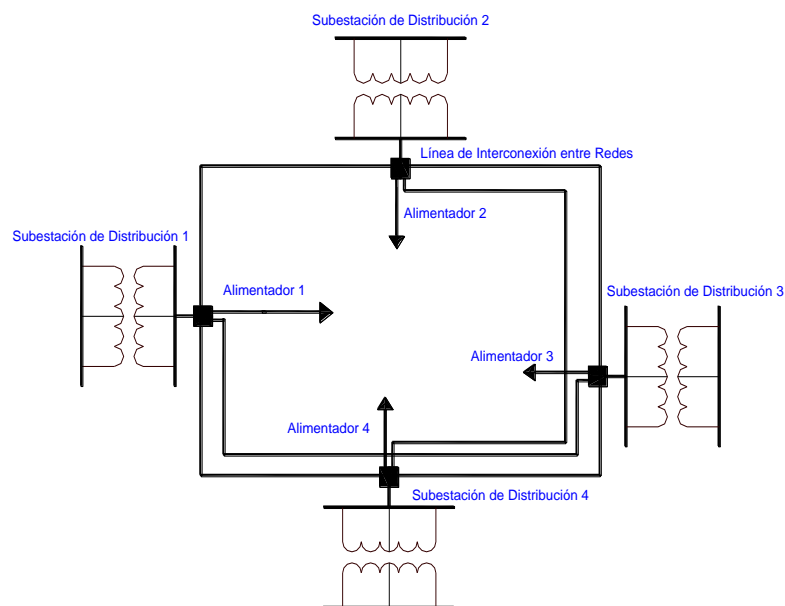 Subestación de Distribución 2
Línea de Interconexión entre Redes
Alimentador 2
Subestación de Distribución 1
Alimentador 1
Subestación de Distribución 3
Alimentador 3
Alimentador 4
Subestación de Distribución 4